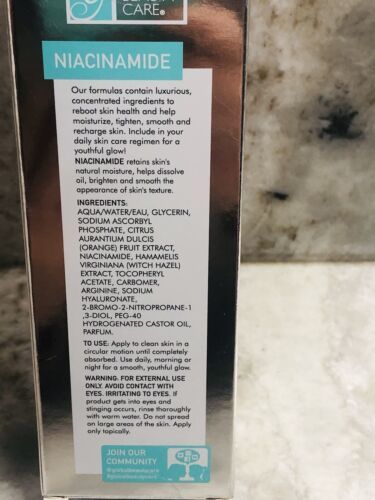 CARE®
NIACINAMIDE
Our formulas contain luxurious,
concentrated ingredients to
reboot skin health and help
moisturize, tighten, smooth and
recharge skin. Include in your
daily skin care regimen for a
youthful glow!
NIACINAMIDE retains skin's
natural moisture, helps dissolve
oil, brighten and smooth the
appearance of skin's texture.
INGREDIENTS:
AQUA/WATER/EAU, GLYCERIN,
SODIUM ASCORBYL
PHOSPHATE, CITRUS
AURANTIUM DULCIS
(ORANGE) FRUIT EXTRACT,
NIACINAMIDE, HAMAMELIS
VIRGINIANA (WITCH HAZEL)
EXTRACT, TOCOPHERYL
ACETATE, CARBOMER,
ARGININE, SODIUM
HYALURONATE,
2-BROMO-2-NITROPROPANE-1
,3-DIOL, PEG-40
HYDROGENATED CASTOR OIL,
PARFUM.
TO USE: Apply to clean skin in a
circular motion until completely
absorbed. Use daily, morning or
night for a smooth, youthful glow.
WARNING: FOR EXTERNAL USE
ONLY. AVOID CONTACT WITH
EYES. IRRITATING TO EYES. If
product gets into eyes and
stinging occurs, rinse thoroughly
with warm water. Do not spread
on large areas of the skin. Apply
only topically.
JOIN OUR
COMMUNITY